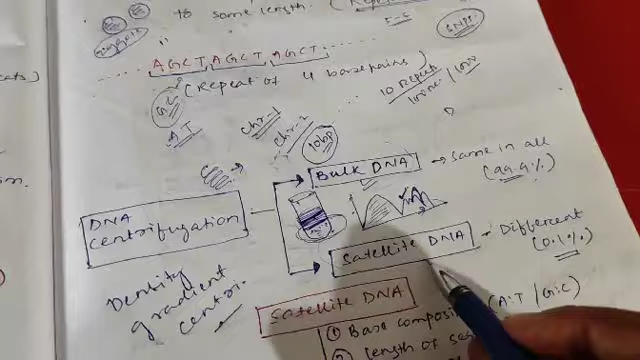 to some length.
AGCT AGCT AGCT
(Repeat of 4 basepairs)
10 Repeat
G.C
A T
Chr-1
Chr-2
10bp
Bulk DNA → Same in all
(99.9%)
DNA
Centrifugation
Satellite DNA - Different
(0.1%)
Density
gradient
centri.
Satellite DNA
① Base composi (A:T / G:C)
② length of se